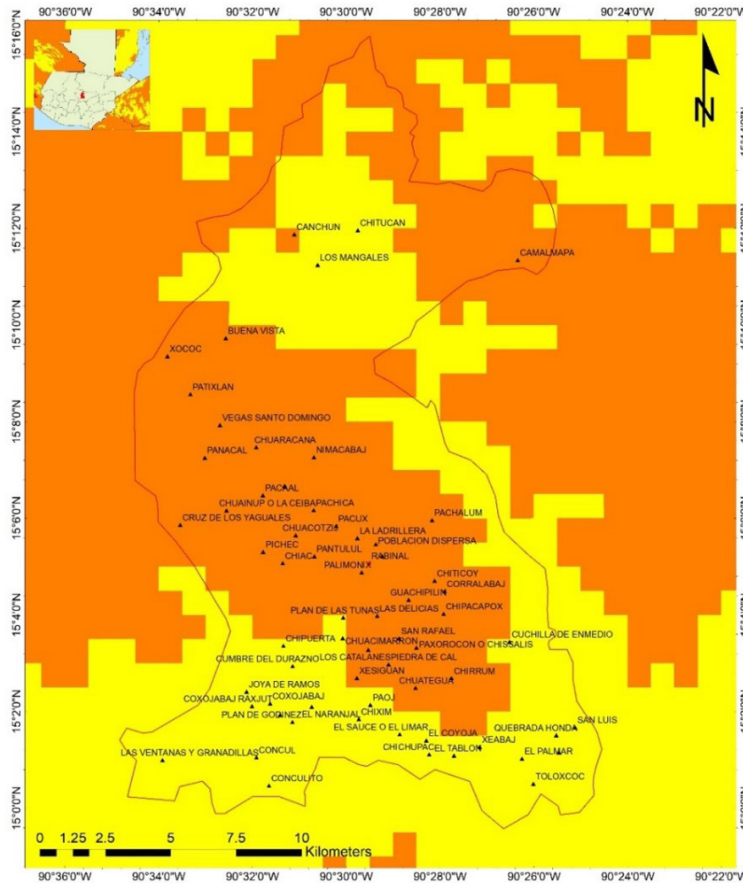 90°36'0"W 90°34'0"W 90°32'0"W 90°30'0"W 90°28'0"W 90°26'0"W 90°24'0"W 90°22'0"W
15°16'0"N
15°14'0"N
N
15°12'0"N
CHITUCAN
CANCHUN
CAMALMAPA
LOS MANGALES
15°10'0"N
BUENA VISTA
XOCOC
PATIXLAN
15°8'0"N
VEGAS SANTO DOMINGO
CHUARACANA
PANACAL
NIMACABAJ
PACAAL
15°6'0"N
CHUAINUP O LA CEIBA
PACHICA
CRUZ DE LOS YAGUALES
PACUX
PACHALUM
CHUACOTZI
LA LADRILLERA
POBLACION DISPERSA
PICHEC
CHIAC
PANTULUL
RABINAL
PALIMONIX
CHITICOY
CORRALABAJ
GUACHIPILIN
15°4'0"N
PLAN DE LAS TUNAS
LAS DELICIAS
CHIPACAPOX
SAN RAFAEL
CUCHILLA DE ENMEDIO
CHIPUERTA
CHUACIMARRON
PAXOROCON O CHISSALIS
CUMBRE DEL DURAZNO
LOS CATALANES
PIEDRA DE CAL
XESIGUAN
CHIRRUM
CHUATEGUA
JOYA DE RAMOS
15°2'0"N
COXOJABAJ RAXJUT
COXOJABAJ
PAOJ
PLAN DE GODINEZ
EL NARANJAL
CHIXIM
SAN LUIS
EL SAUCE O EL LIMAR
EL COYOJA
QUEBRADA HONDA
LAS VENTANAS Y GRANADILLAS
CONCUL
CHICHUPAC
EL TABLON
XEABAJ
EL PALMAR
CONCULITO
TOLOXCOC
15°0'0"N
0 1.25 2.5 5 7.5 10
Kilometers
90°36'0"W 90°34'0"W 90°32'0"W 90°30'0"W 90°28'0"W 90°26'0"W 90°24'0"W 90°22'0"W